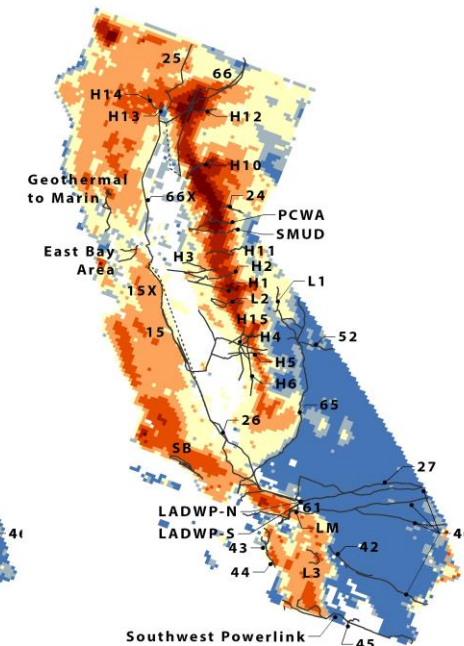 25
66
H14
H13
H12
H10
Geothermal
to Marin
66X
24
PCWA
SMUD
East Bay
Area
H3
H11
H2
H1
L1
15X
L2
15
H15
H4
52
H5
H6
65
26
SB
27
61
LADWP-N
LM
LADWP-S
43
42
44
L3
Southwest Powerlink
45